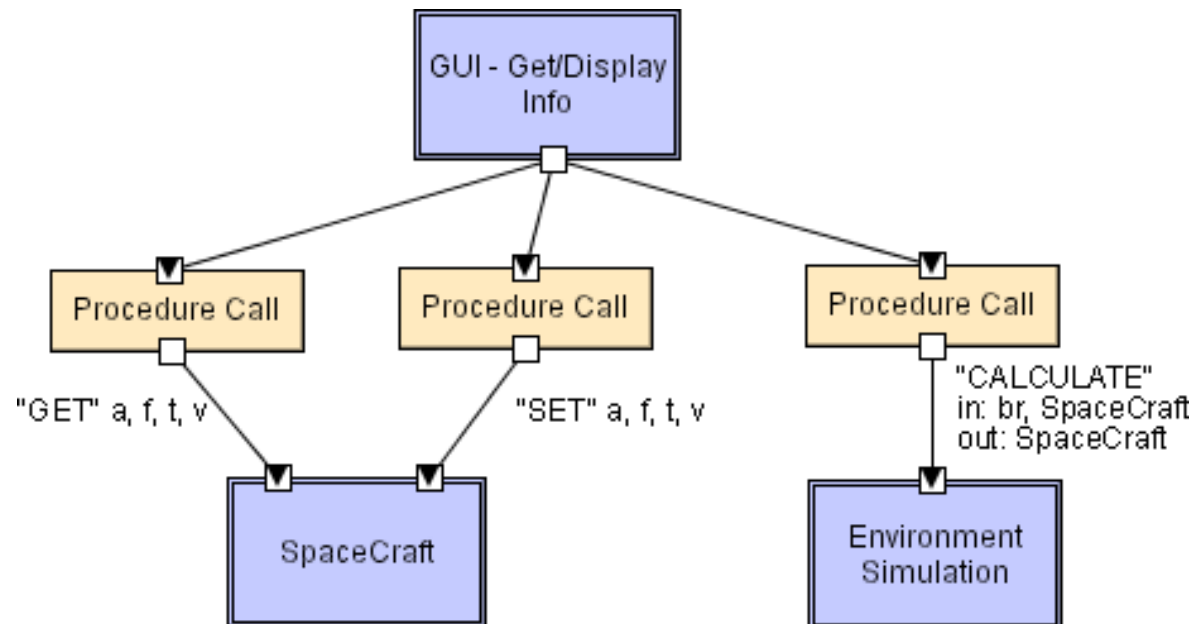 GUI - Get/Display
Info
Procedure Call
Procedure Call
Procedure Call
"GET" a, f, t, v
"SET" a, f, t, v
"CALCULATE"
in: br, SpaceCraft
out: SpaceCraft
SpaceCraft
Environment
Simulation